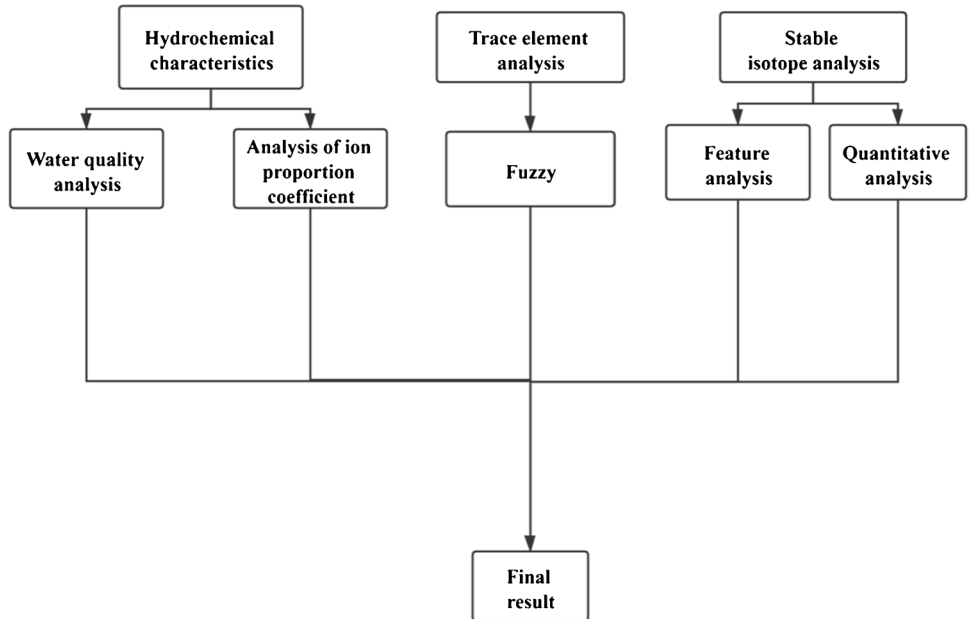 Hydrochemical
characteristics
Trace element
analysis
Stable
isotope analysis
Water quality
analysis
Analysis of ion
proportion
coefficient
Fuzzy
Feature
analysis
Quantitative
analysis
Final
result